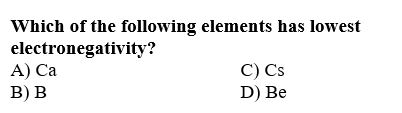 Which of the following elements has lowest
electronegativity?
A) Ca C) Cs
B) B D) Be